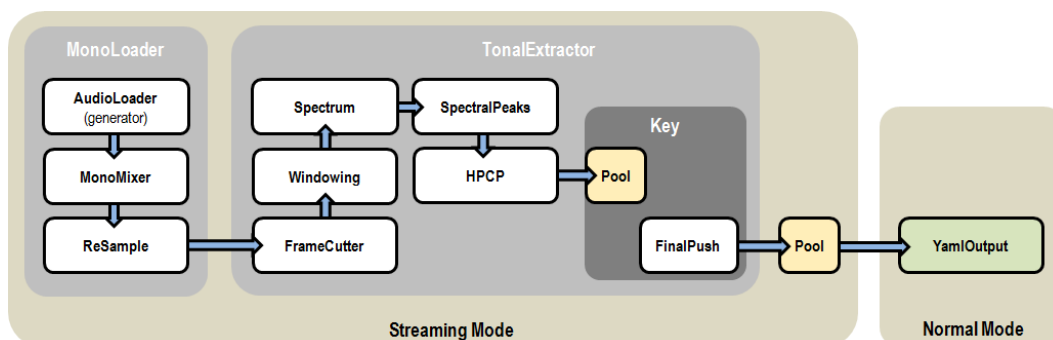 MonoLoader
TonalExtractor
AudioLoader
(generator)
Spectrum
SpectralPeaks
Key
MonoMixer
Windowing
HPCP
Pool
ReSample
FrameCutter
FinalPush
Pool
YamlOutput
Streaming Mode
Normal Mode